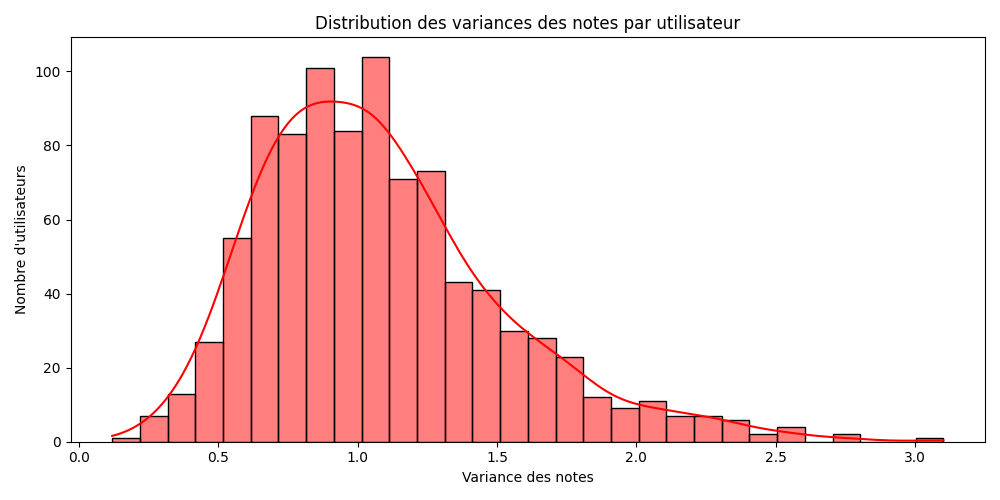 Distribution des variances des notes par utilisateur
100
80
60
40
20
0
Nombre d'utilisateurs
0.0 0.5 1.0 1.5 2.0 2.5 3.0
Variance des notes